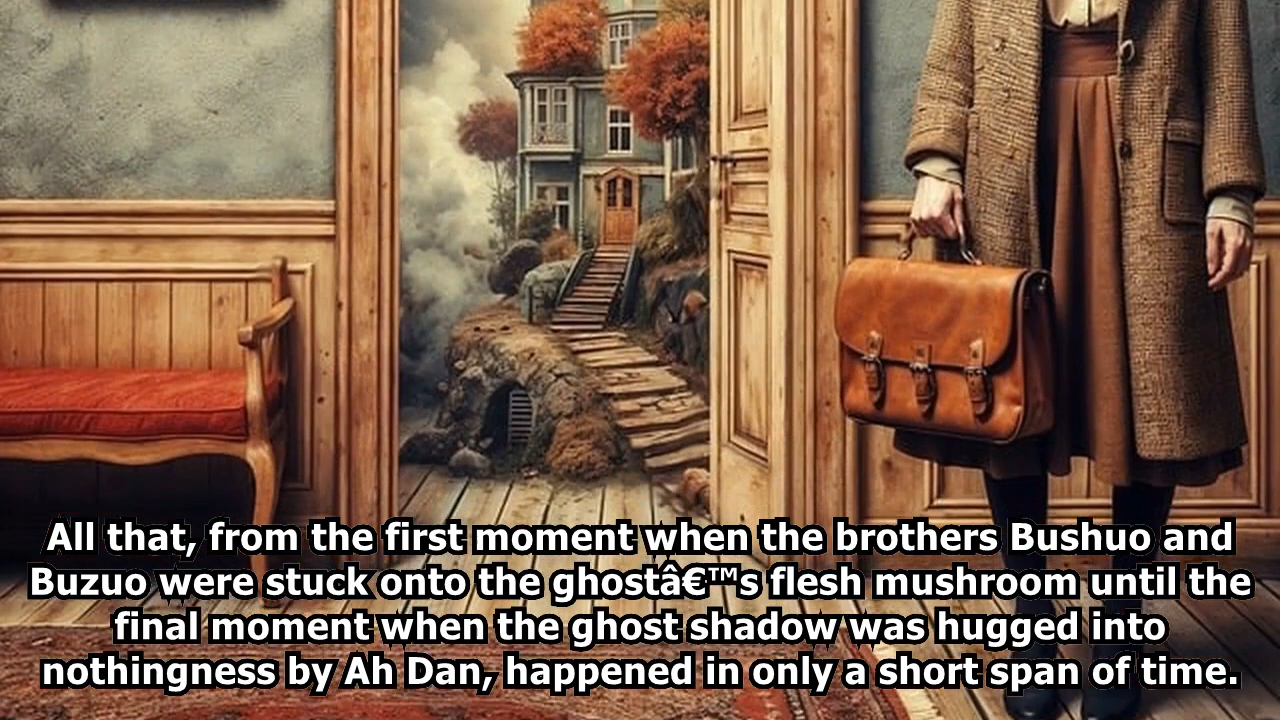 All that, from the first moment when the brothers Bushuo and
Buzuo were stuck onto the ghostâ€™s flesh mushroom until the
final moment when the ghost shadow was hugged into
nothingness by Ah Dan, happened in only a short span of time.